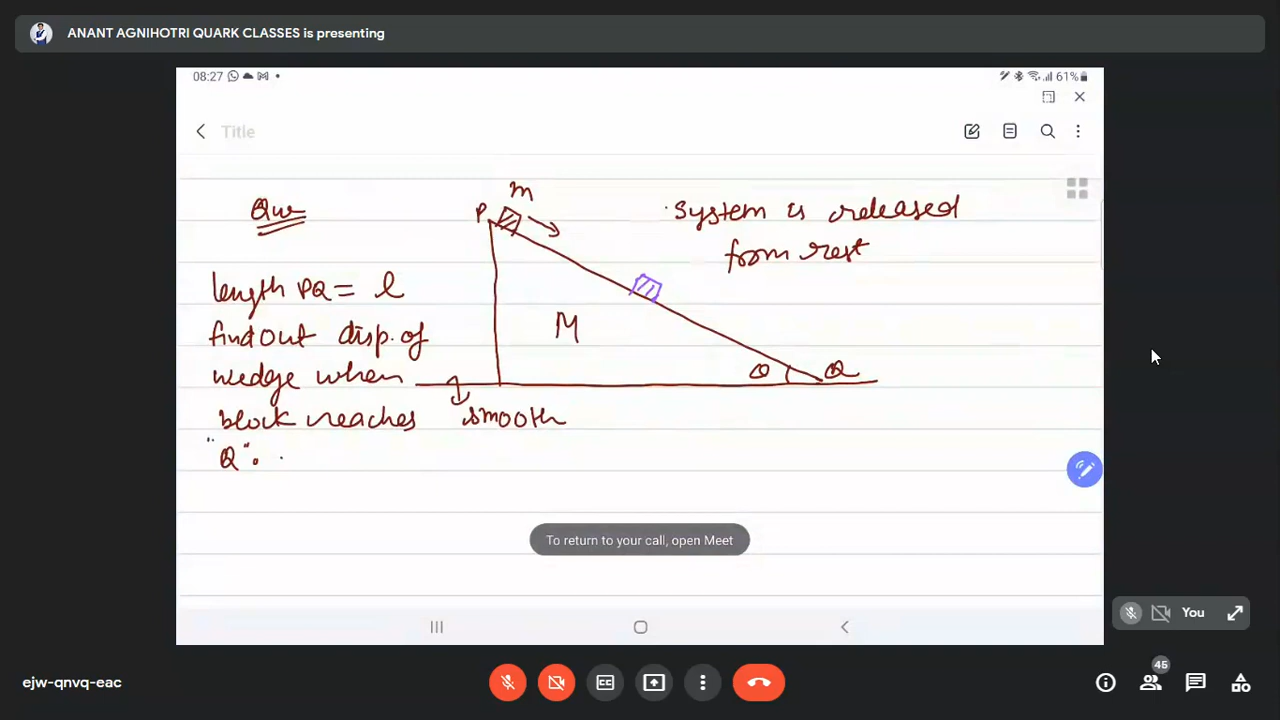 ANANT AGNIHOTRI QUARK CLASSES is presenting
08:27
61%
Title
Que
m
P
System is released
from rest
length PQ = l
find out disp. of
M
wedge when
θ
Q
block reaches
smooth
"Q".
To return to your call, open Meet
You
ejw-qnvq-eac
CC
45